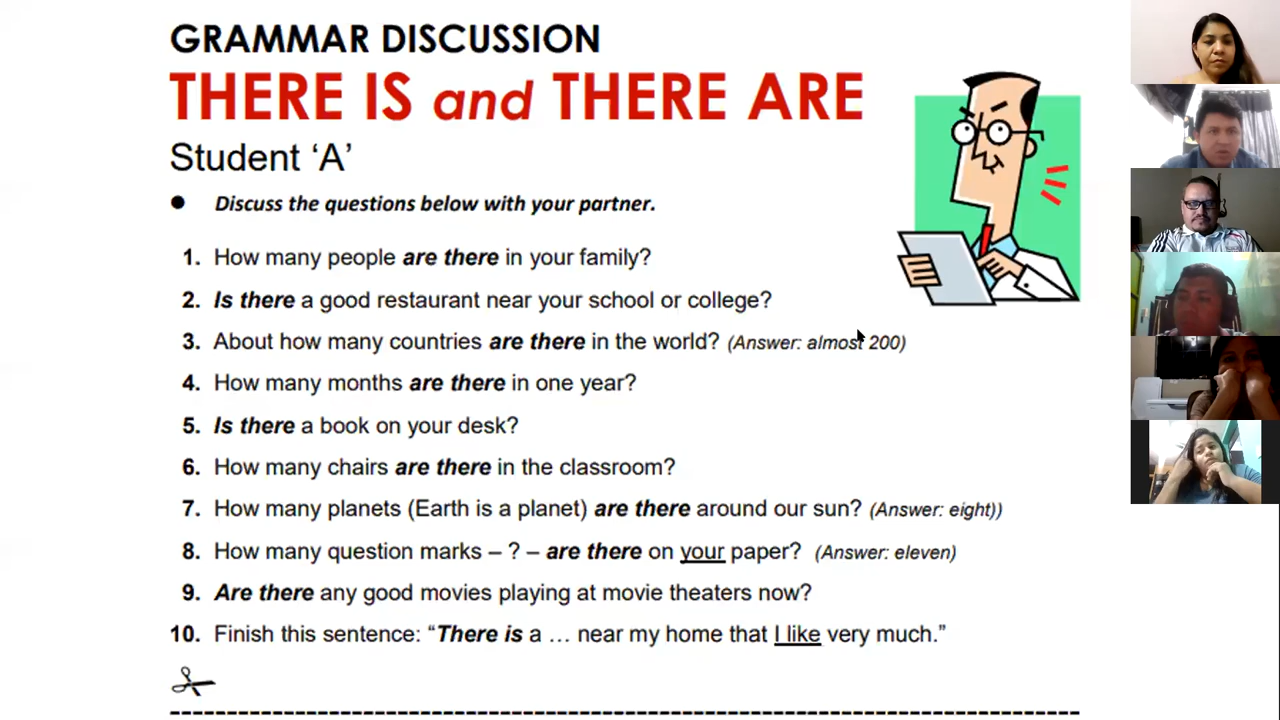 GRAMMAR DISCUSSION
THERE IS and THERE ARE
Student ‘A’
● Discuss the questions below with your partner.
1. How many people are there in your family?
2. Is there a good restaurant near your school or college?
3. About how many countries are there in the world? (Answer: almost 200)
4. How many months are there in one year?
5. Is there a book on your desk?
6. How many chairs are there in the classroom?
7. How many planets (Earth is a planet) are there around our sun? (Answer: eight))
8. How many question marks – ? – are there on your paper? (Answer: eleven)
9. Are there any good movies playing at movie theaters now?
10. Finish this sentence: “There is a … near my home that I like very much.”